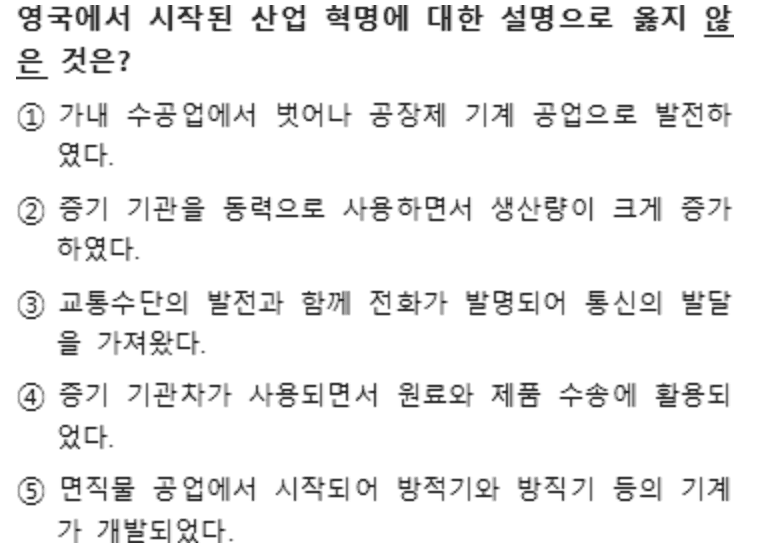 영국에서 시작된 산업 혁명에 대한 설명으로 옳지 않
은 것은?
① 가내 수공업에서 벗어나 공장제 기계 공업으로 발전하
였다.
② 증기 기관을 동력으로 사용하면서 생산량이 크게 증가
하였다.
③ 교통수단의 발전과 함께 전화가 발명되어 통신의 발달
을 가져왔다.
④ 증기 기관차가 사용되면서 원료와 제품 수송에 활용되
었다.
⑤ 면직물 공업에서 시작되어 방적기와 방직기 등의 기계
가 개발되었다.